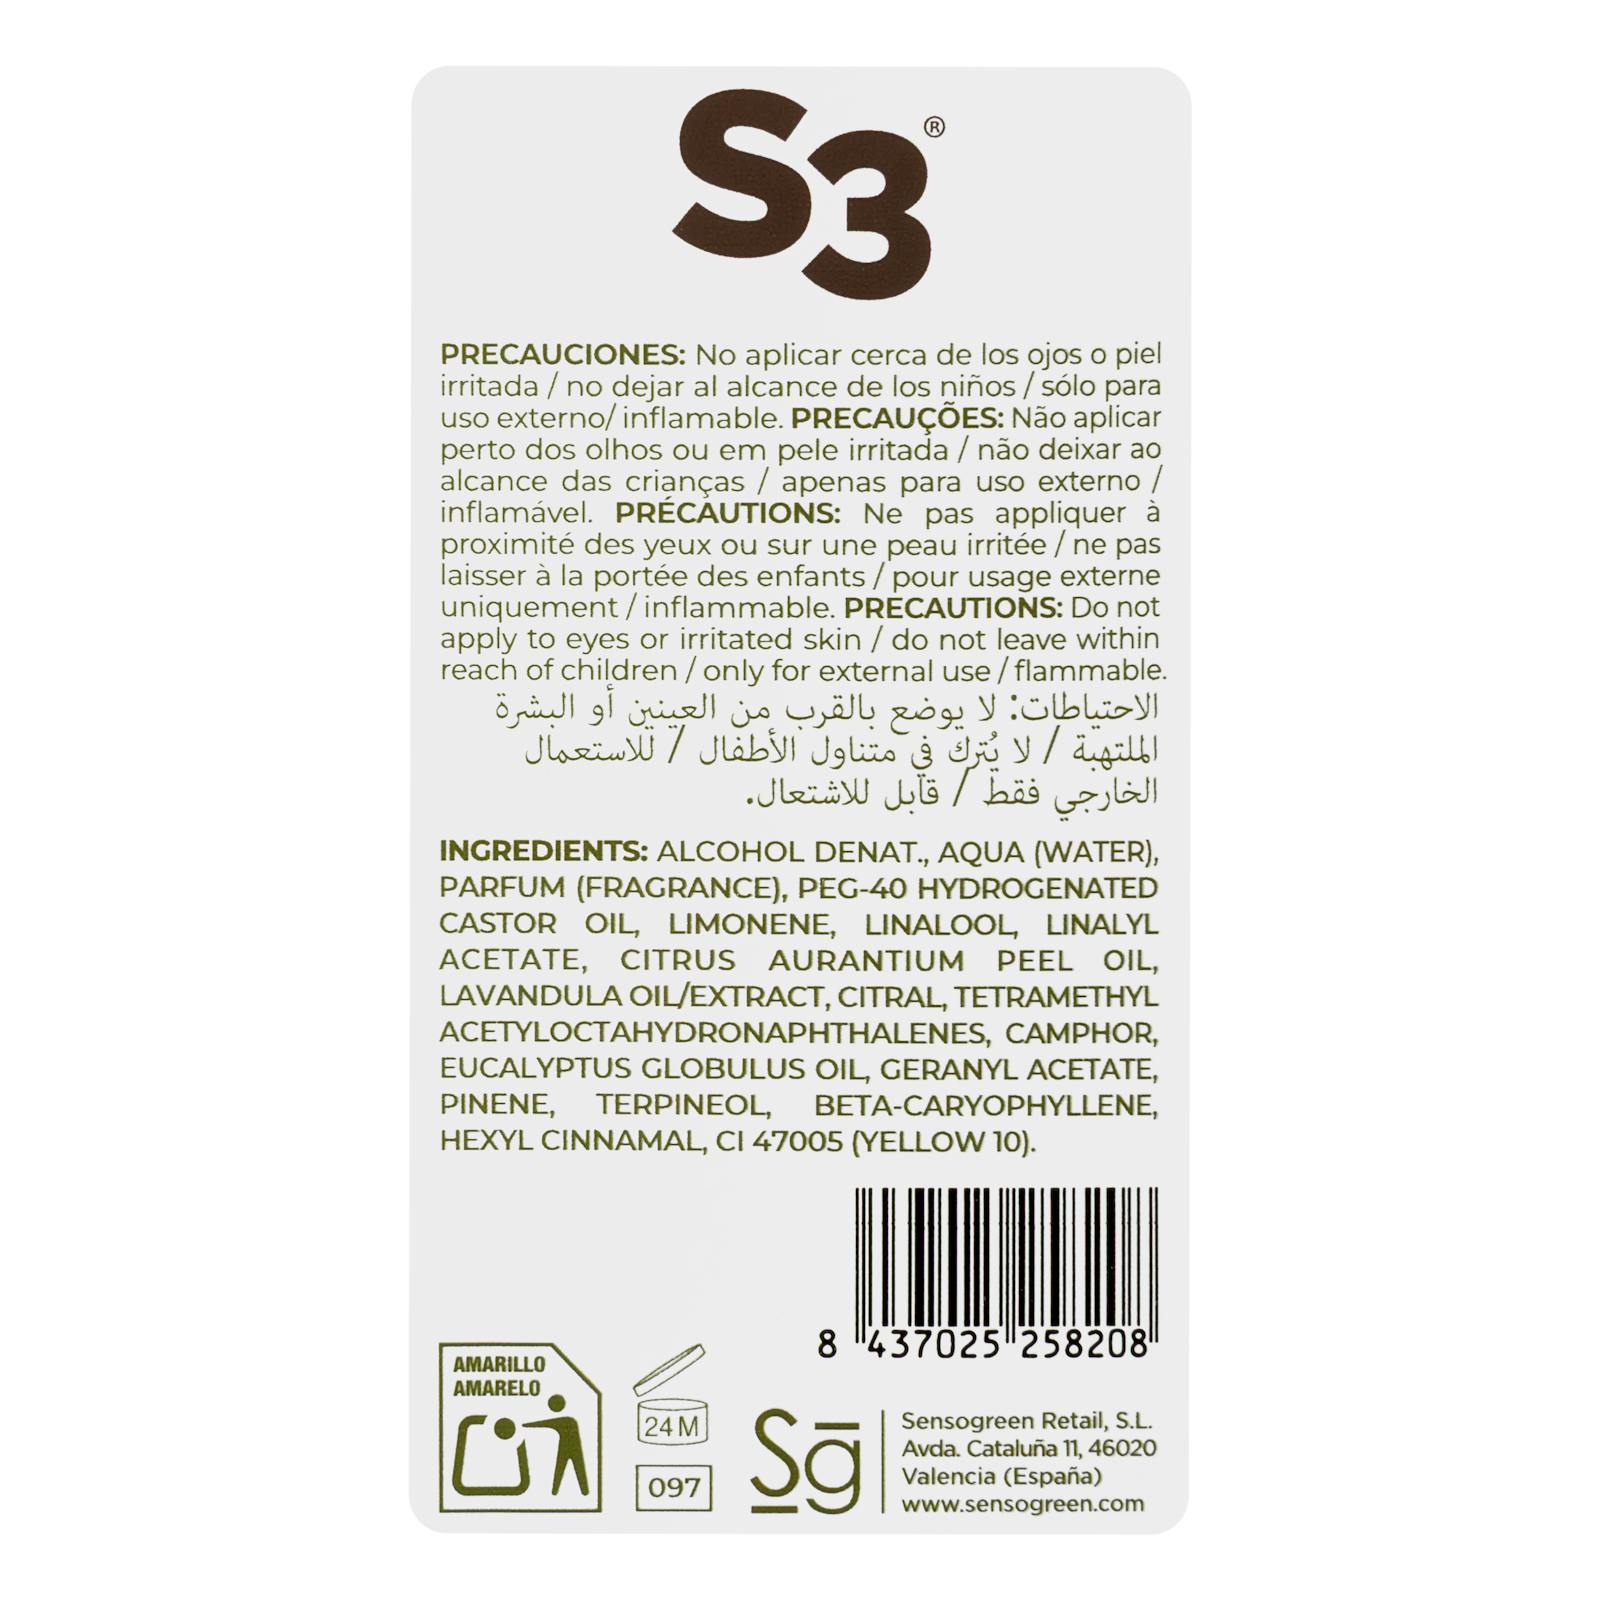 S3®
PRECAUCIONES: No aplicar cerca de los ojos o piel
irritada / no dejar al alcance de los niños / sólo para
uso externo/ inflamable. PRECAUÇÕES: Não aplicar
perto dos olhos ou em pele irritada / não deixar ao
alcance das crianças / apenas para uso externo /
inflamável. PRÉCAUTIONS: Ne pas appliquer à
proximité des yeux ou sur une peau irritée / ne pas
laisser à la portée des enfants / pour usage externe
uniquement / inflammable. PRECAUTIONS: Do not
apply to eyes or irritated skin / do not leave within
reach of children / only for external use / flammable.
الاحتياطات: لا يوضع بالقرب من العينين أو البشرة
الملتهبة / لا يُترك في متناول الأطفال / للاستعمال
الخارجي فقط / قابل للاشتعال.
INGREDIENTS: ALCOHOL DENAT., AQUA (WATER),
PARFUM (FRAGRANCE), PEG-40 HYDROGENATED
CASTOR OIL, LIMONENE, LINALOOL, LINALYL
ACETATE, CITRUS AURANTIUM PEEL OIL,
LAVANDULA OIL/EXTRACT, CITRAL, TETRAMETHYL
ACETYLOCTAHYDRONAPHTHALENES, CAMPHOR,
EUCALYPTUS GLOBULUS OIL, GERANYL ACETATE,
PINENE, TERPINEOL, BETA-CARYOPHYLLENE,
HEXYL CINNAMAL, CI 47005 (YELLOW 10).
8 437025 258208
AMARILLO
AMARELO
24 M
097
Sg
Sensogreen Retail, S.L.
Avda. Cataluña 11, 46020
Valencia (España)
www.sensogreen.com